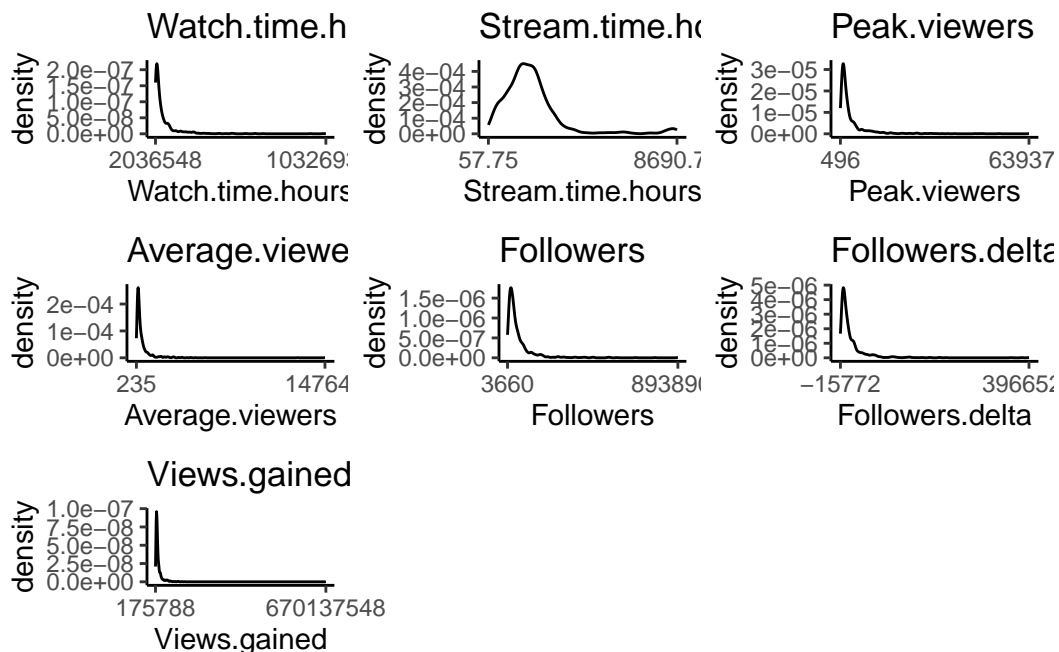 Watch.time.h
density
2.0e−07
1.5e−07
1.0e−07
5.0e−08
0.0e+00
2036548
1032693
Watch.time.hours
Stream.time.ho
density
4e−04
3e−04
2e−04
1e−04
0e+00
57.75
8690.7
Stream.time.hours
Peak.viewers
density
3e−05
2e−05
1e−05
0e+00
496
63937
Peak.viewers
Average.viewe
density
2e−04
1e−04
0e+00
235
14764
Average.viewers
Followers
density
1.5e−06
1.0e−06
5.0e−07
0.0e+00
3660
8938890
Followers
Followers.delta
density
5e−06
4e−06
3e−06
2e−06
1e−06
0e+00
−15772
396652
Followers.delta
Views.gained
density
1.0e−07
7.5e−08
5.0e−08
2.5e−08
0.0e+00
175788
670137548
Views.gained